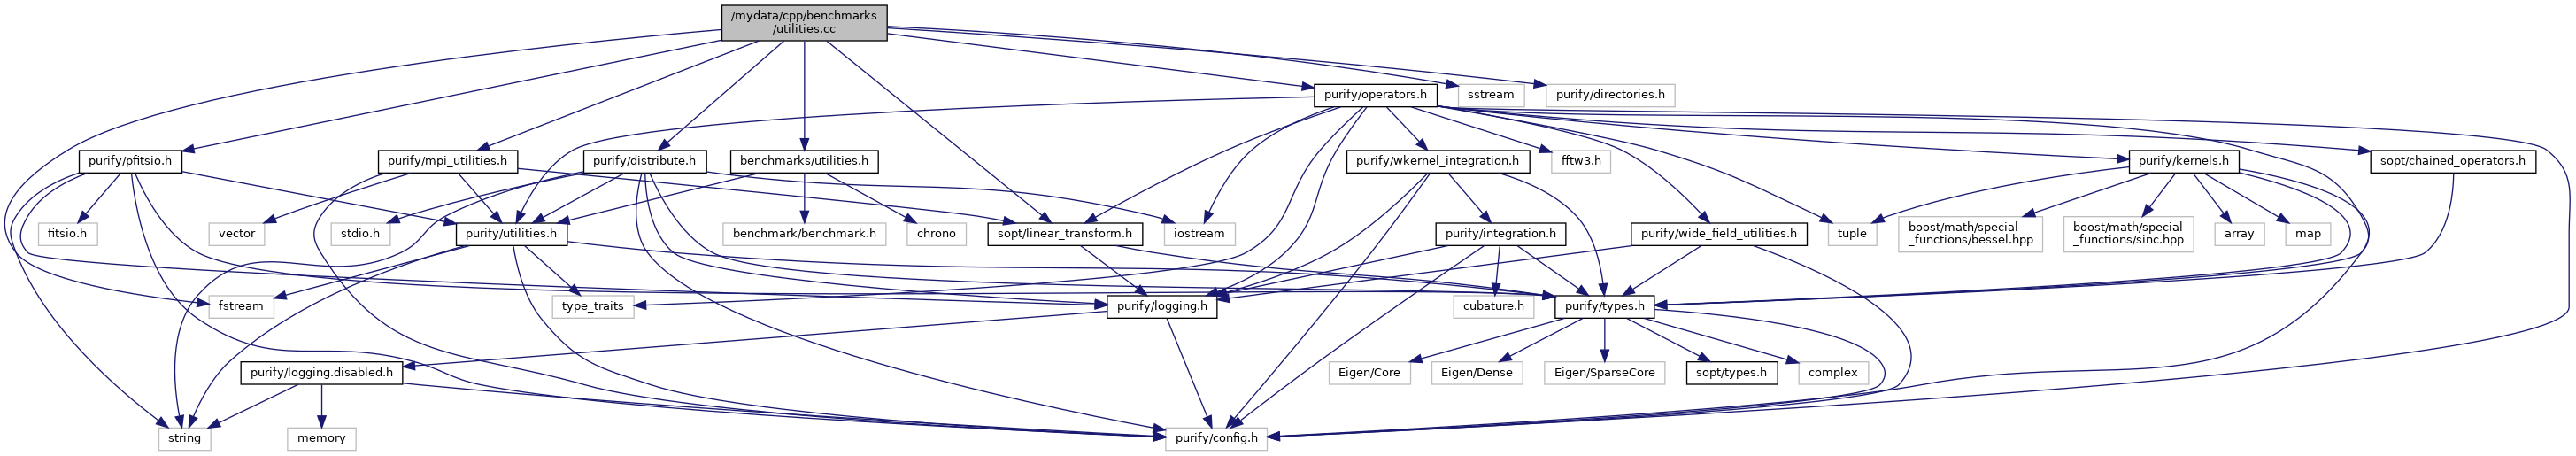 /mydata/cpp/benchmarks
/utilities.cc
purify/operators.h
sstream
purify/directories.h
purify/pfitsio.h
purify/mpi_utilities.h
purify/distribute.h
benchmarks/utilities.h
purify/wkernel_integration.h
fftw3.h
purify/kernels.h
sopt/chained_operators.h
fitsio.h
vector
stdio.h
purify/utilities.h
benchmark/benchmark.h
chrono
sopt/linear_transform.h
iostream
purify/integration.h
purify/wide_field_utilities.h
tuple
boost/math/special
_functions/bessel.hpp
boost/math/special
_functions/sinc.hpp
array
map
fstream
type_traits
purify/logging.h
cubature.h
purify/types.h
purify/logging.disabled.h
Eigen/Core
Eigen/Dense
Eigen/SparseCore
sopt/types.h
complex
string
memory
purify/config.h